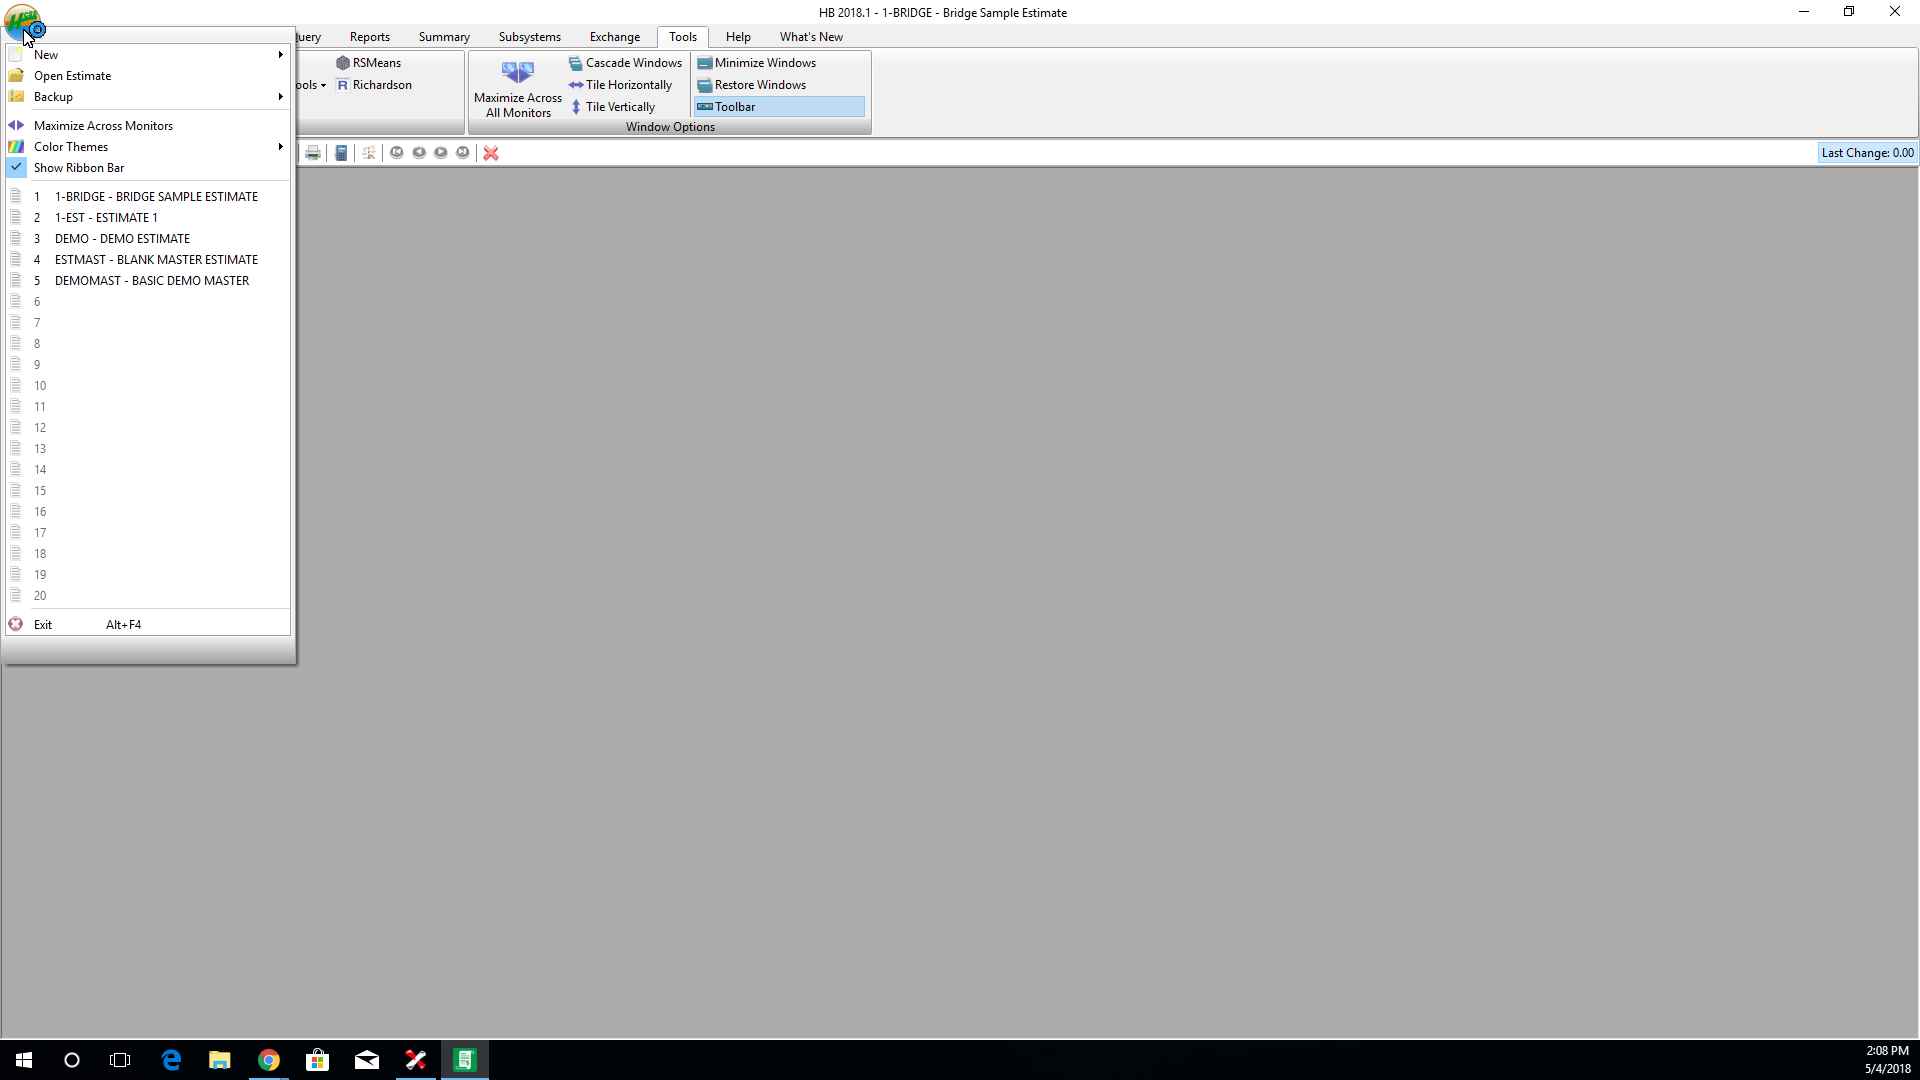 HB 2018.1 - 1-BRIDGE - Bridge Sample Estimate
Reports Summary Subsystems Exchange Tools Help What's New
RSMeans
Richardson
Maximize Across
All Monitors
Cascade Windows
Tile Horizontally
Tile Vertically
Minimize Windows
Restore Windows
Toolbar
Window Options
Last Change: 0.00
New
Open Estimate
Backup
Maximize Across Monitors
Color Themes
Show Ribbon Bar
1 1-BRIDGE - BRIDGE SAMPLE ESTIMATE
2 1-EST - ESTIMATE 1
3 DEMO - DEMO ESTIMATE
4 ESTMAST - BLANK MASTER ESTIMATE
5 DEMOMAST - BASIC DEMO MASTER
6
7
8
9
10
11
12
13
14
15
16
17
18
19
20
Exit Alt+F4
2:08 PM
5/4/2018